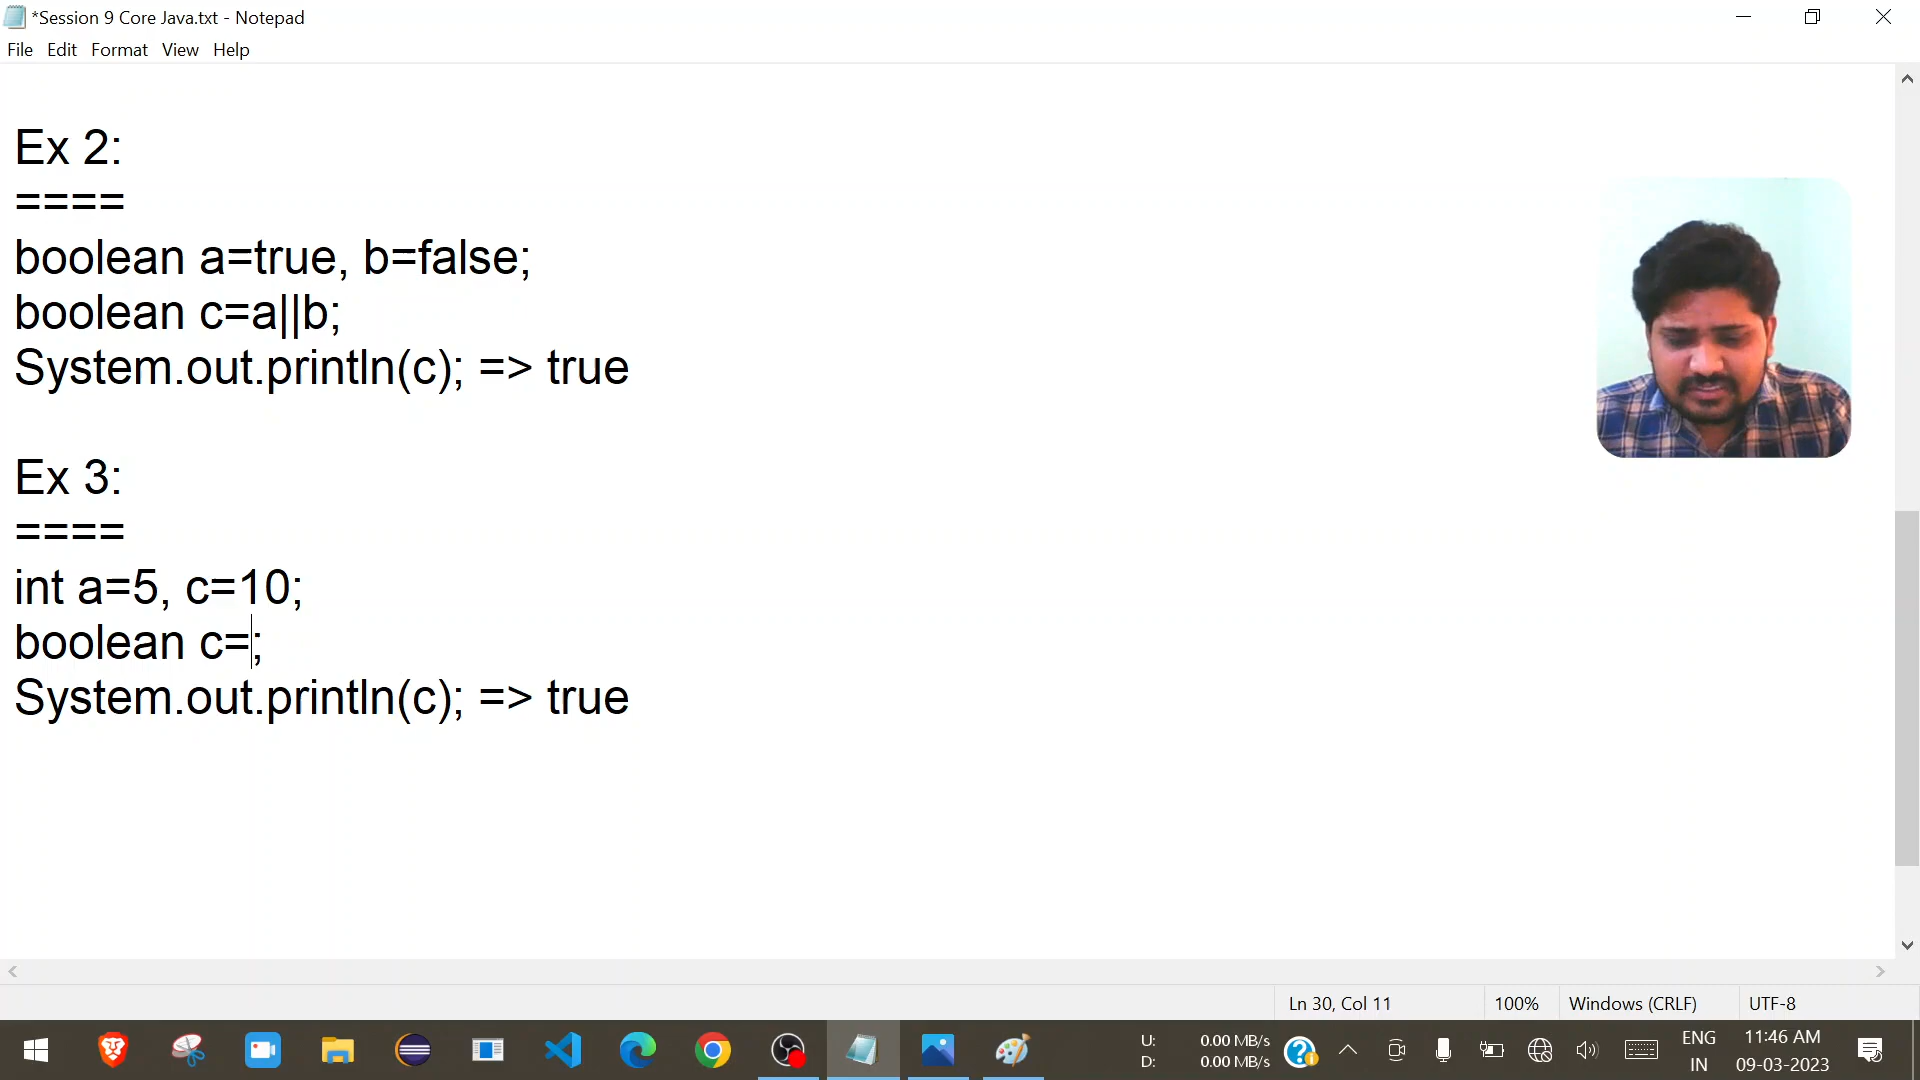 *Session 9 Core Java.txt - Notepad
File Edit Format View Help
Ex 2:
====
boolean a=true, b=false;
boolean c=a||b;
System.out.println(c); => true
Ex 3:
====
int a=5, c=10;
boolean c=;
System.out.println(c); => true
Ln 30, Col 11 100% Windows (CRLF) UTF-8
U: 0.00 MB/s
D: 0.00 MB/s
ENG
IN
11:46 AM
09-03-2023